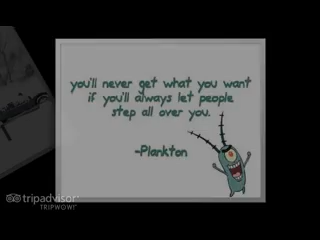 you'll never get what you want
if you'll always let people
step all over you.
-Plankton
tripadvisor
TRIPWOW!